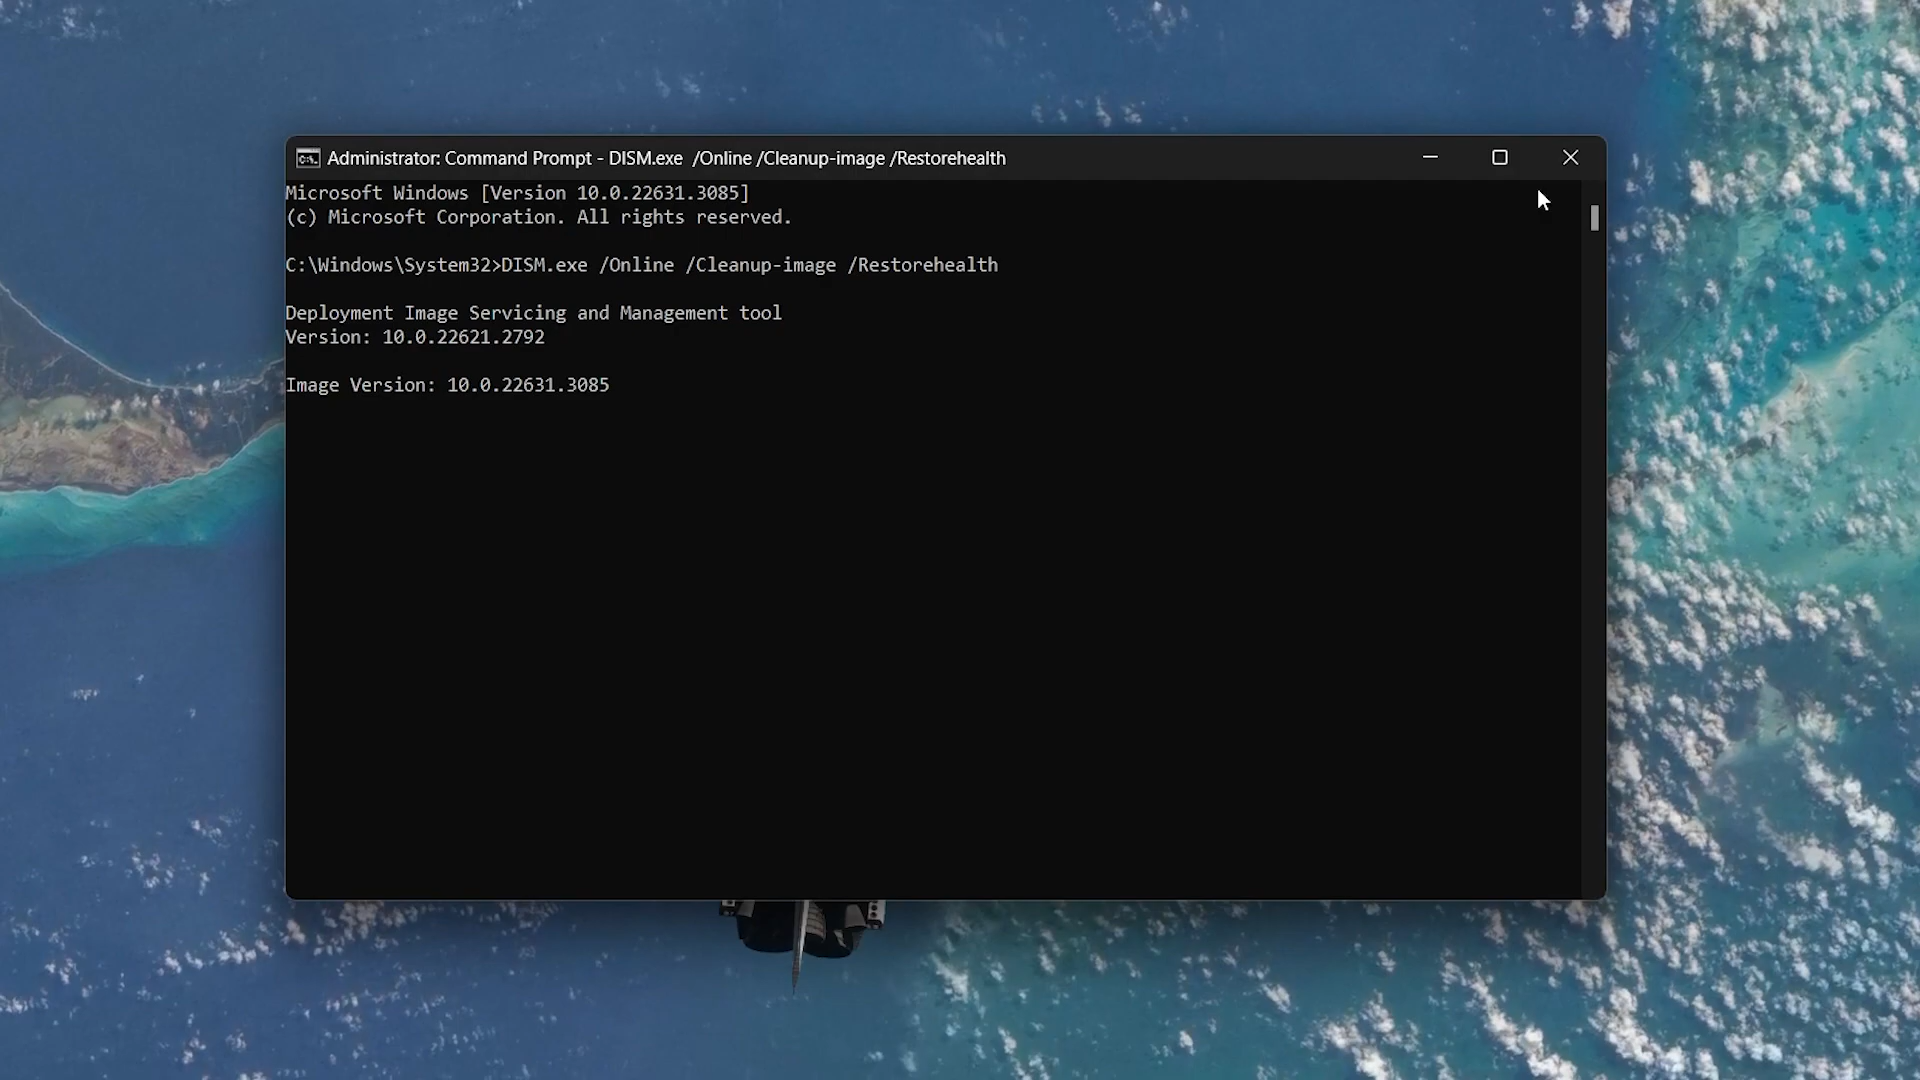 Administrator: Command Prompt - DISM.exe  /Online /Cleanup-image /Restorehealth
Microsoft Windows [Version 10.0.22631.3085]
(c) Microsoft Corporation. All rights reserved.
C:\Windows\System32>DISM.exe /Online /Cleanup-image /Restorehealth
Deployment Image Servicing and Management tool
Version: 10.0.22621.2792
Image Version: 10.0.22631.3085